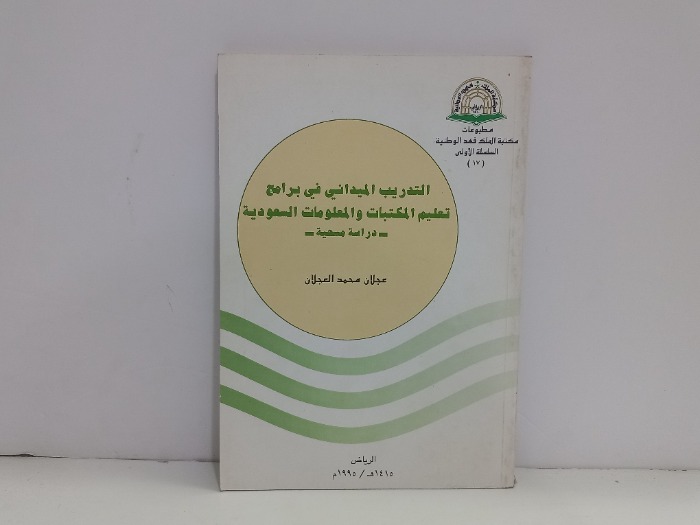 مطبوعات
مكتبة الملك فهد الوطنية
السلسلة الأولى
(١٧)
التدريب الميداني في برامج
تعليم المكتبات والمعلومات السعودية
ـ دراسة مسحية ـ
عجلان محمد العجلان
الرياض
١٤١٥هـ / ١٩٩٥م